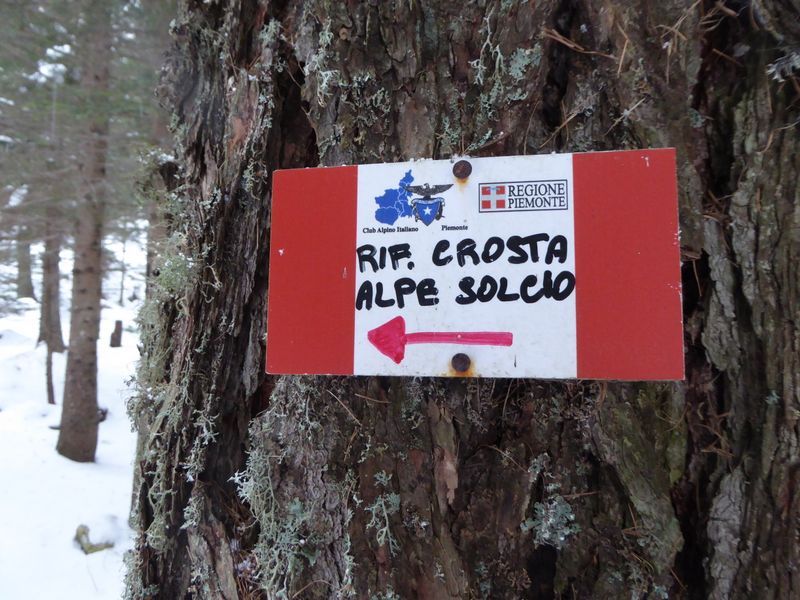 Club Alpino Italiano Piemonte
REGIONE
PIEMONTE
RIF. CROSTA
ALPE SOLCIO